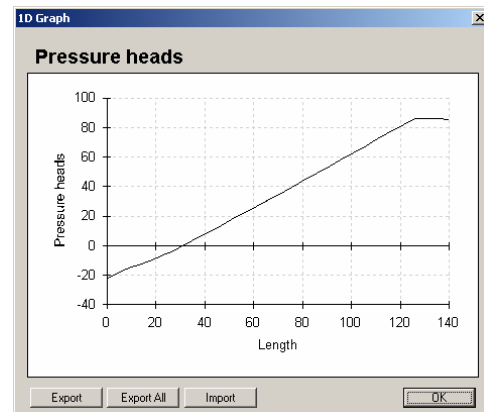 1D Graph
Pressure heads
100
80
60
40
20
0
-20
-40
Pressure heads
0 20 40 60 80 100 120 140
Length
Export Export All Import OK